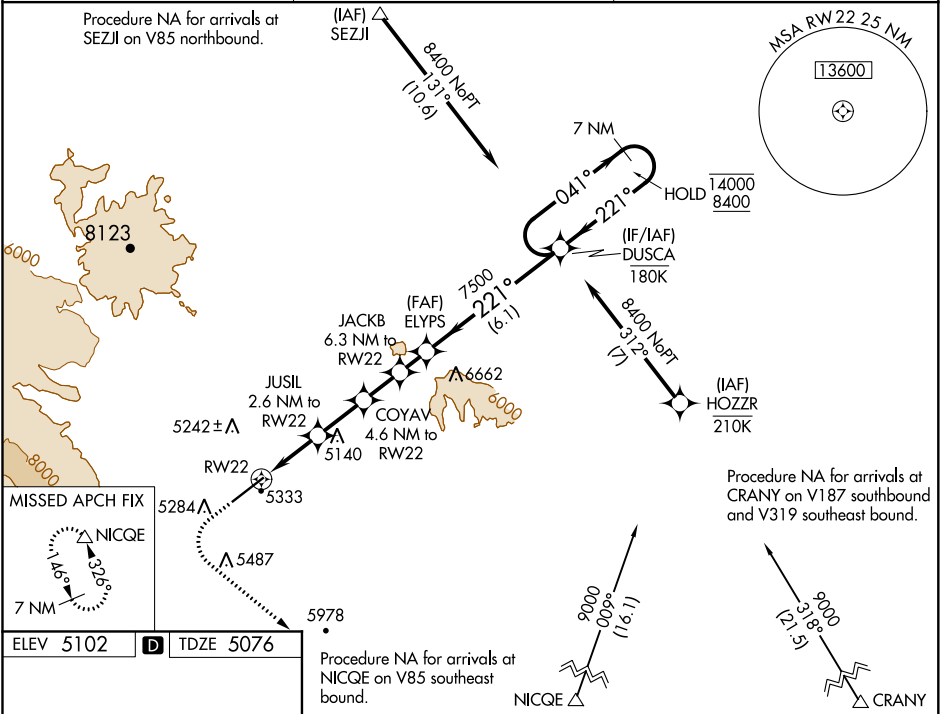 Procedure NA for arrivals at
SEZJI on V85 northbound.
(IAF)
SEZJI
8400 NoPT
131°
(10.6)
MSA RW22 25 NM
13600
7 NM
041°
221°
HOLD
14000
8400
(IF/IAF)
DUSCA
180K
8123
6000
7500
221°
(6.1)
(FAF)
ELYPS
JACKB
6.3 NM to
RW22
8400 NoPT
312°
(7)
6662
6000
(IAF)
HOZZR
210K
JUSIL
2.6 NM to
RW22
COYAV
4.6 NM to
RW22
5242±
5140
8000
RW22
5333
5284
5487
5978
MISSED APCH FIX
NICQE
146°
326°
7 NM
Procedure NA for arrivals at
CRANY on V187 southbound
and V319 southeast bound.
9000
009°
(16.1)
9000
318°
(21.5)
ELEV 5102
D
TDZE 5076
Procedure NA for arrivals at
NICQE on V85 southeast
bound.
NICQE
CRANY